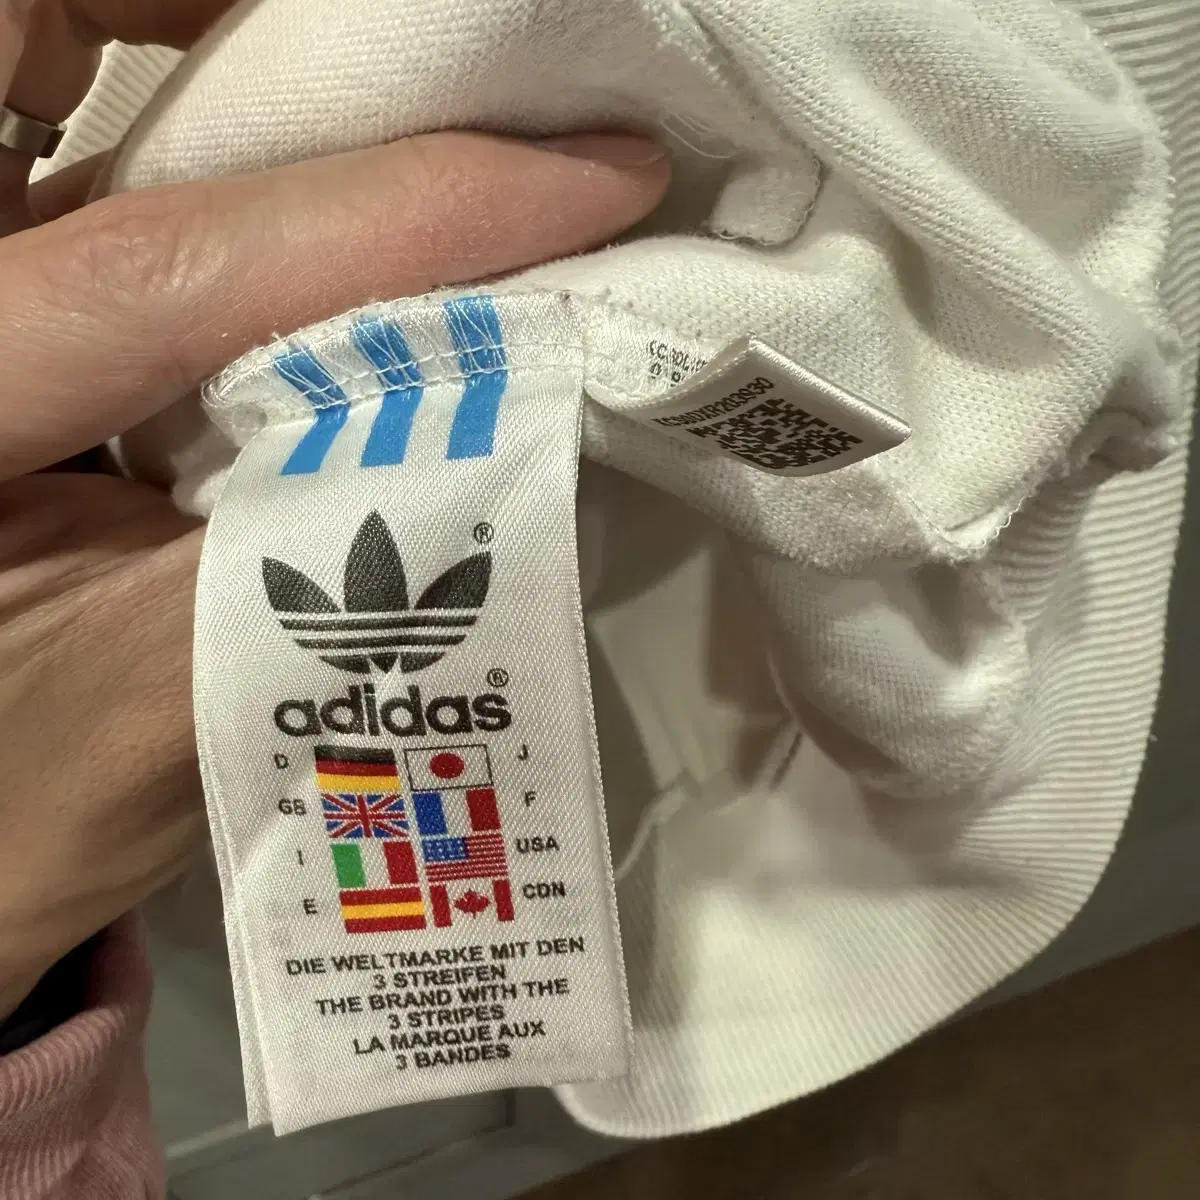 ®
adidas®
D J
GB F
I USA
E CDN
DIE WELTMARKE MIT DEN
3 STREIFEN
THE BRAND WITH THE
3 STRIPES
LA MARQUE AUX
3 BANDES